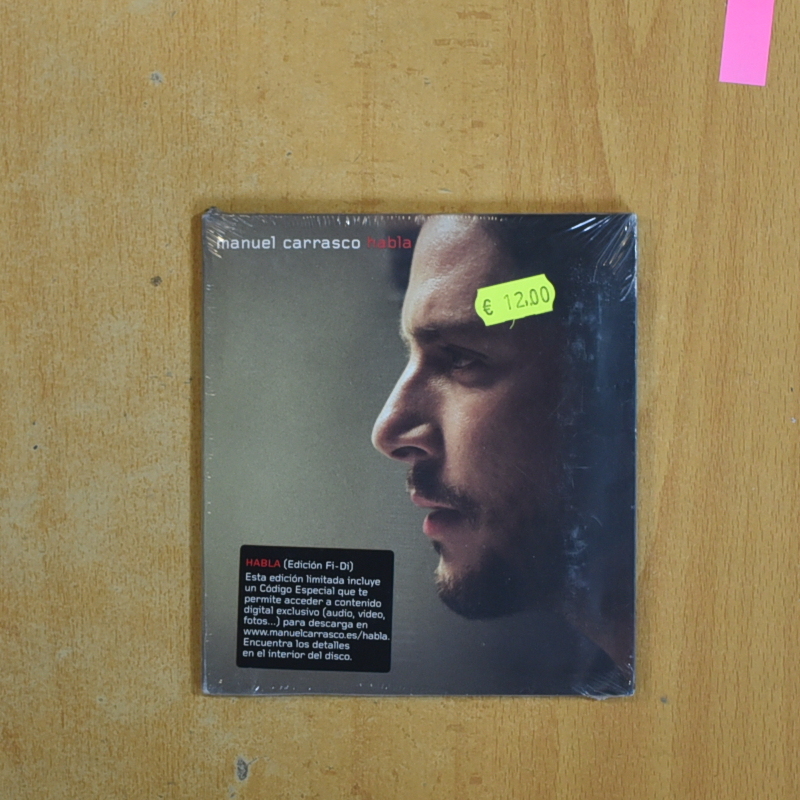 manuel carrasco habla
€ 12,00
HABLA (Edición Fi-Di)
Esta edición limitada incluye
un Código Especial que te
permite acceder a contenido
digital exclusivo (audio, video,
fotos...) para descarga en
www.manuelcarrasco.es/habla.
Encuentra los detalles
en el interior del disco.